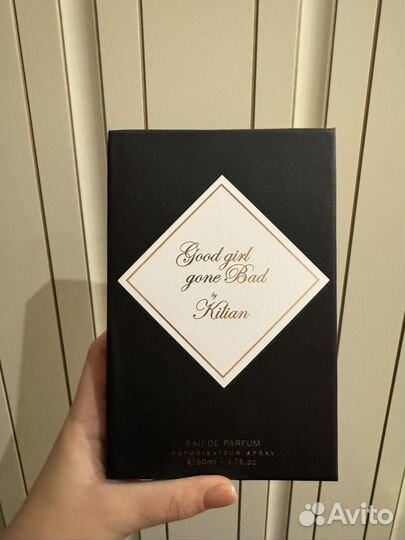 Good girl
gone Bad
by
Kilian
EAU DE PARFUM
VAPORISATEUR SPRAY
℮50ml - 1.7fl.oz.
Avito